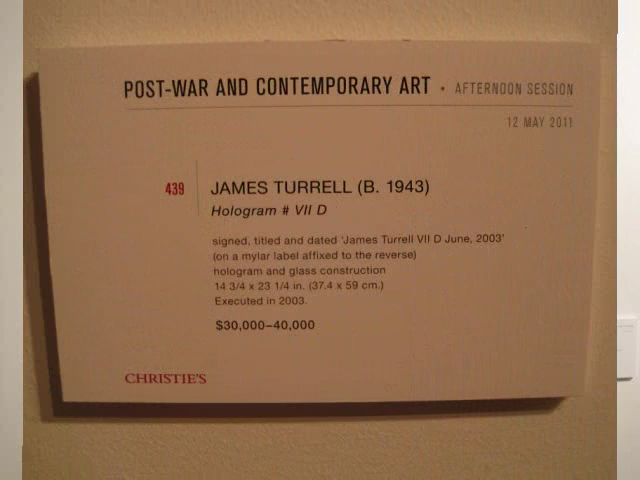 POST-WAR AND CONTEMPORARY ART • AFTERNOON SESSION
12 MAY 2011
439 JAMES TURRELL (B. 1943)
Hologram # VII D
signed, titled and dated 'James Turrell VII D June, 2003'
(on a mylar label affixed to the reverse)
hologram and glass construction
14 3/4 x 23 1/4 in. (37.4 x 59 cm.)
Executed in 2003.
$30,000–40,000
CHRISTIE'S